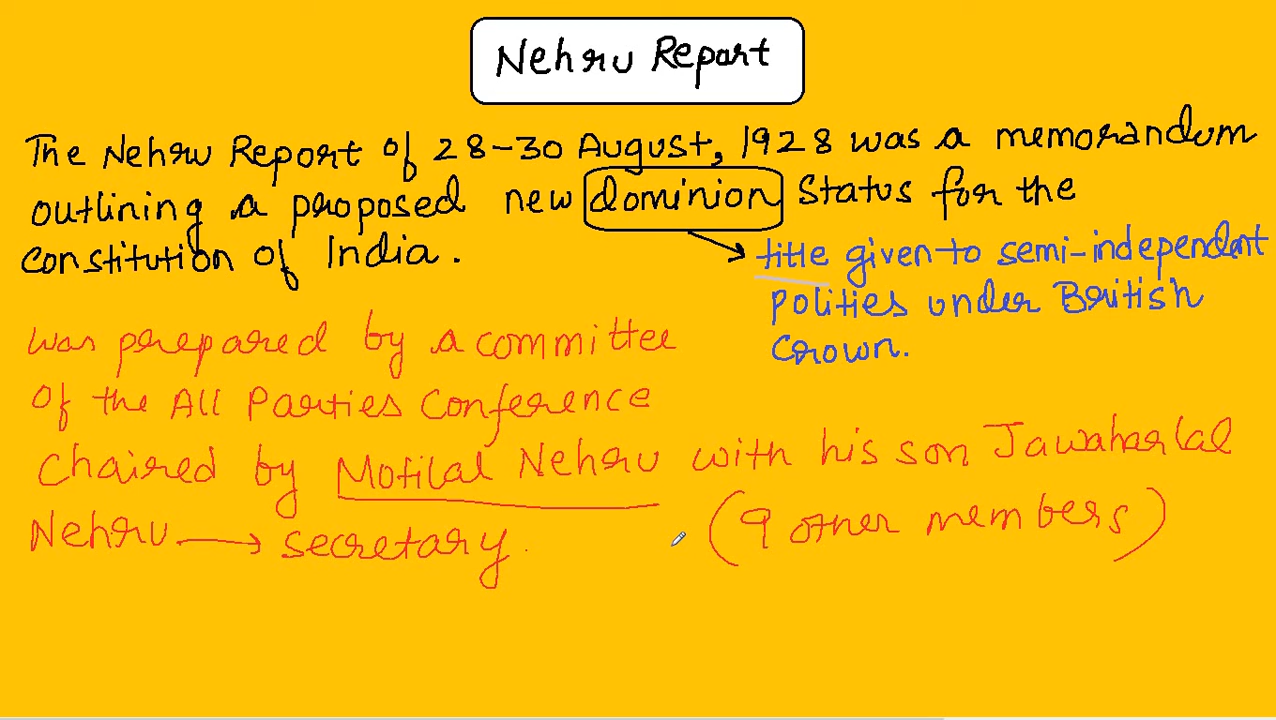 Nehru Report
The Nehru Report of 28-30 August, 1928 was a memorandum
outlining a proposed new dominion Status for the
constitution of India.
title given to semi-independent
polities under British
Crown.
was prepared by a committee
of the All Parties Conference
Chaired by Motilal Nehru with his son Jawaharlal
Nehru → secretary. (9 other members)